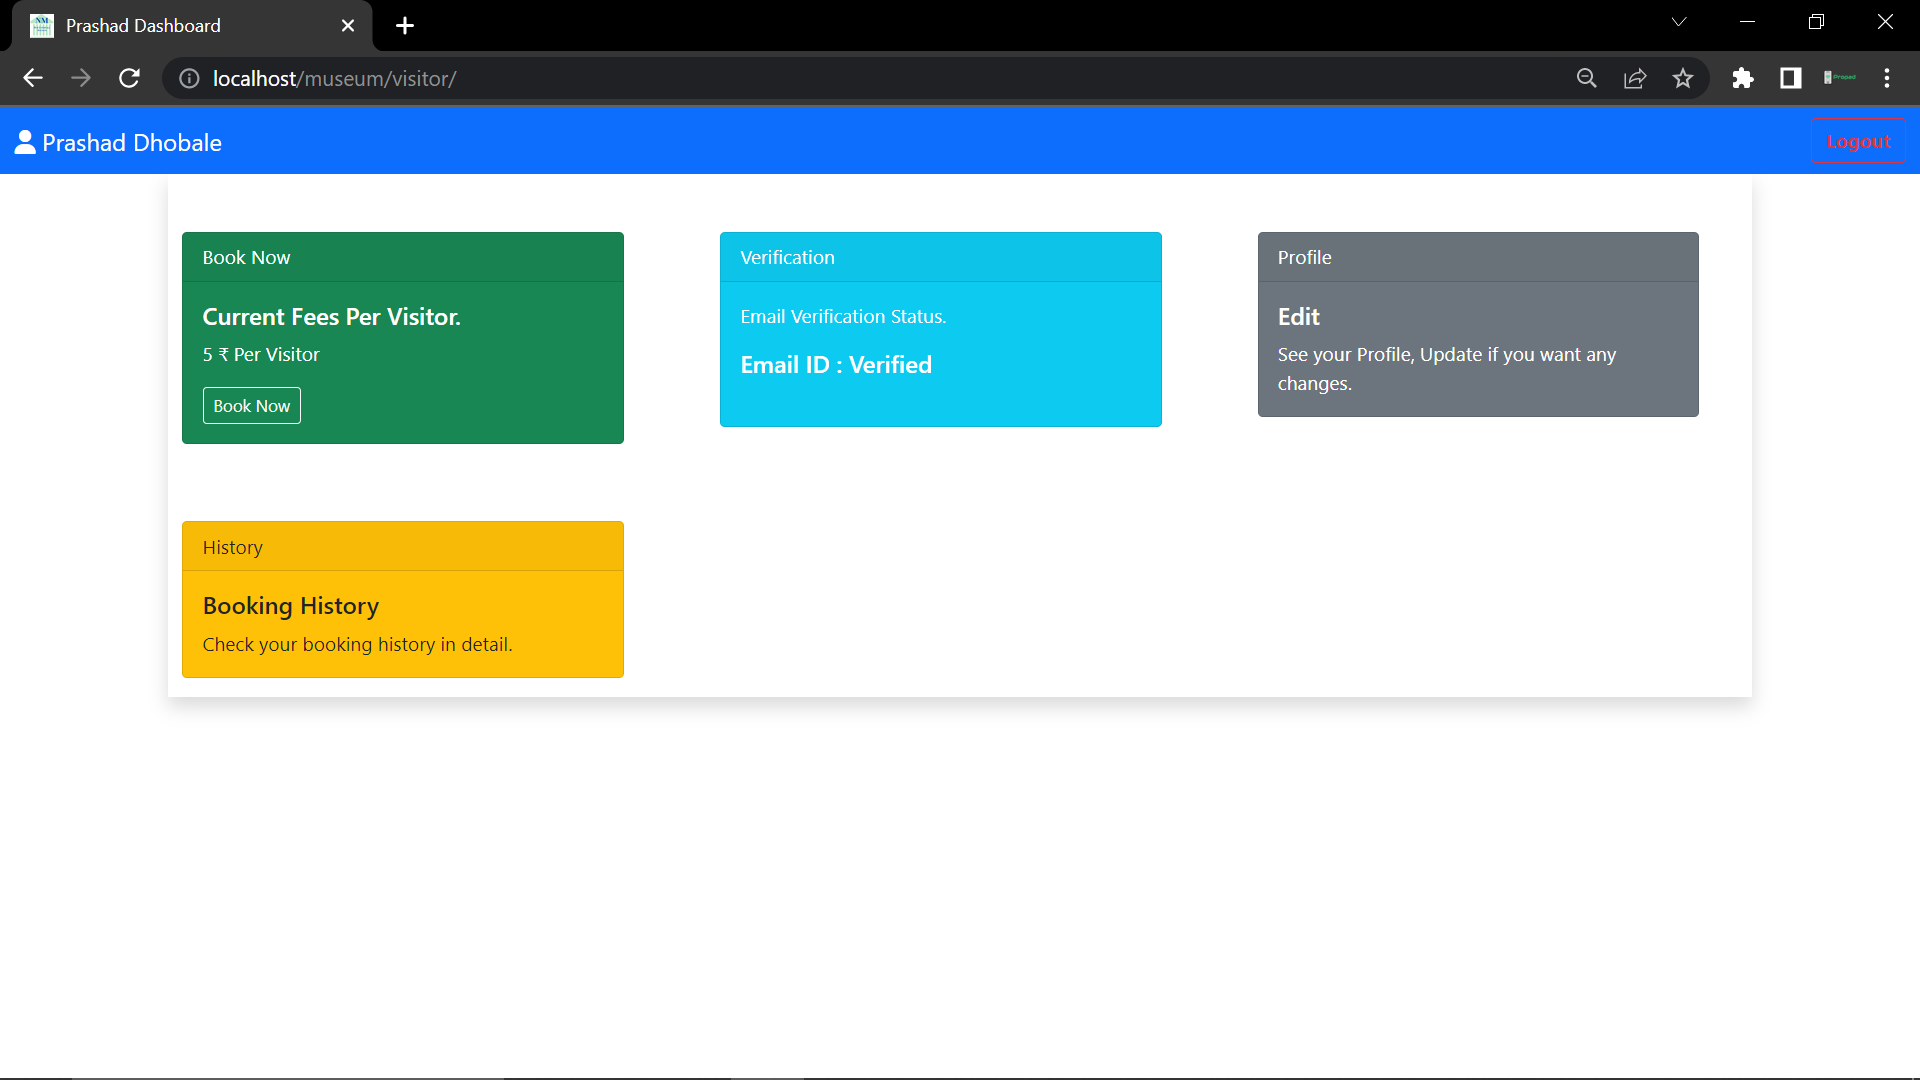 Prashad Dashboard
localhost/museum/visitor/
Prashad Dhobale
Logout
Book Now
Current Fees Per Visitor.
5 ₹ Per Visitor
Book Now
Verification
Email Verification Status.
Email ID : Verified
Profile
Edit
See your Profile, Update if you want any
changes.
History
Booking History
Check your booking history in detail.